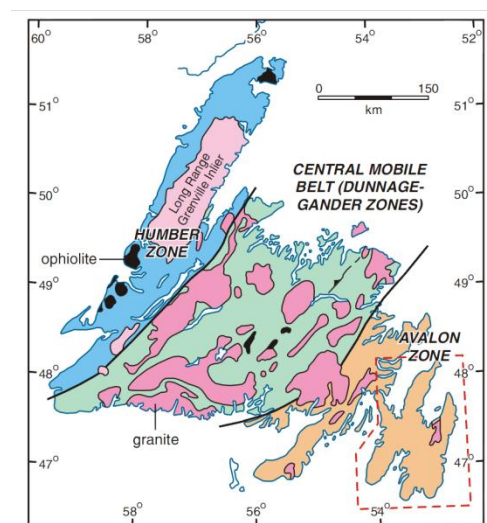 60°
58°
56°
54°
52°
51°
0
150
km
50°
CENTRAL MOBILE
BELT (DUNNAGE-
GANDER ZONES)
50°
Long Range
Grenville Inlier
HUMBER
ZONE
ophiolite
49°
49°
AVALON
ZONE
48°
48°
granite
47°
47°
58°
56°
54°